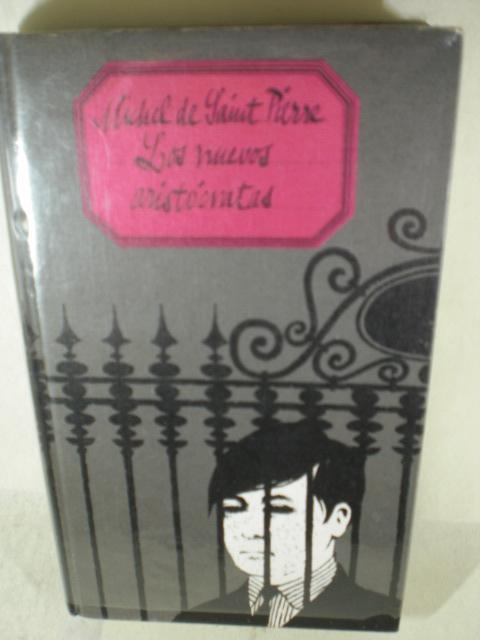 Michel de Saint Pierre
Los nuevos
aristócratas